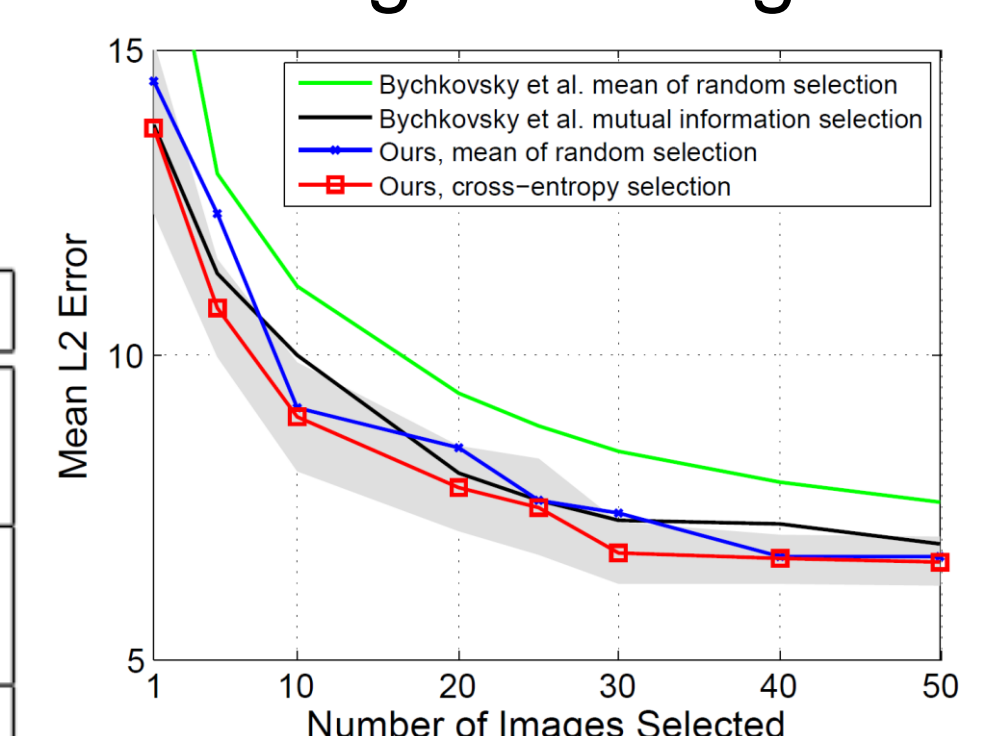 15
Bychkovsky et al. mean of random selection
Bychkovsky et al. mutual information selection
Ours, mean of random selection
Ours, cross−entropy selection
Mean L2 Error
10
5
1 10 20 30 40 50
Number of Images Selected